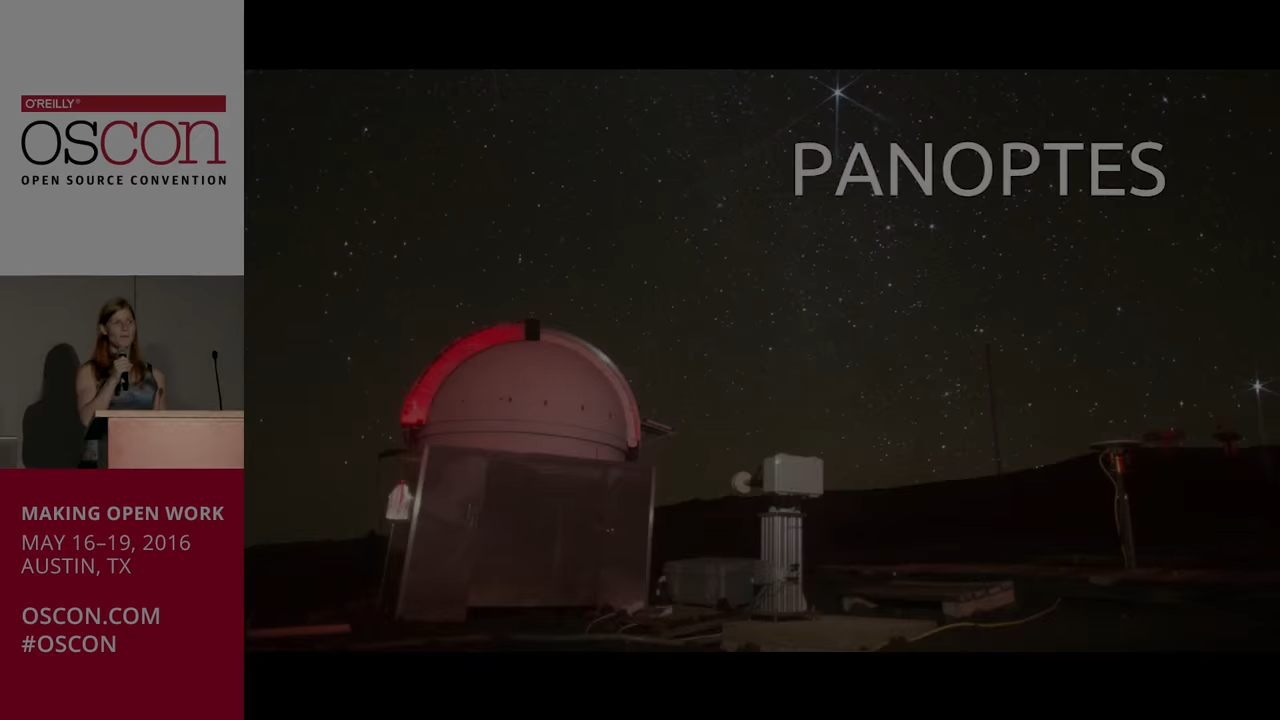 O'REILLY®
OSCON
OPEN SOURCE CONVENTION
MAKING OPEN WORK
MAY 16–19, 2016
AUSTIN, TX
OSCON.COM
#OSCON
PANOPTES